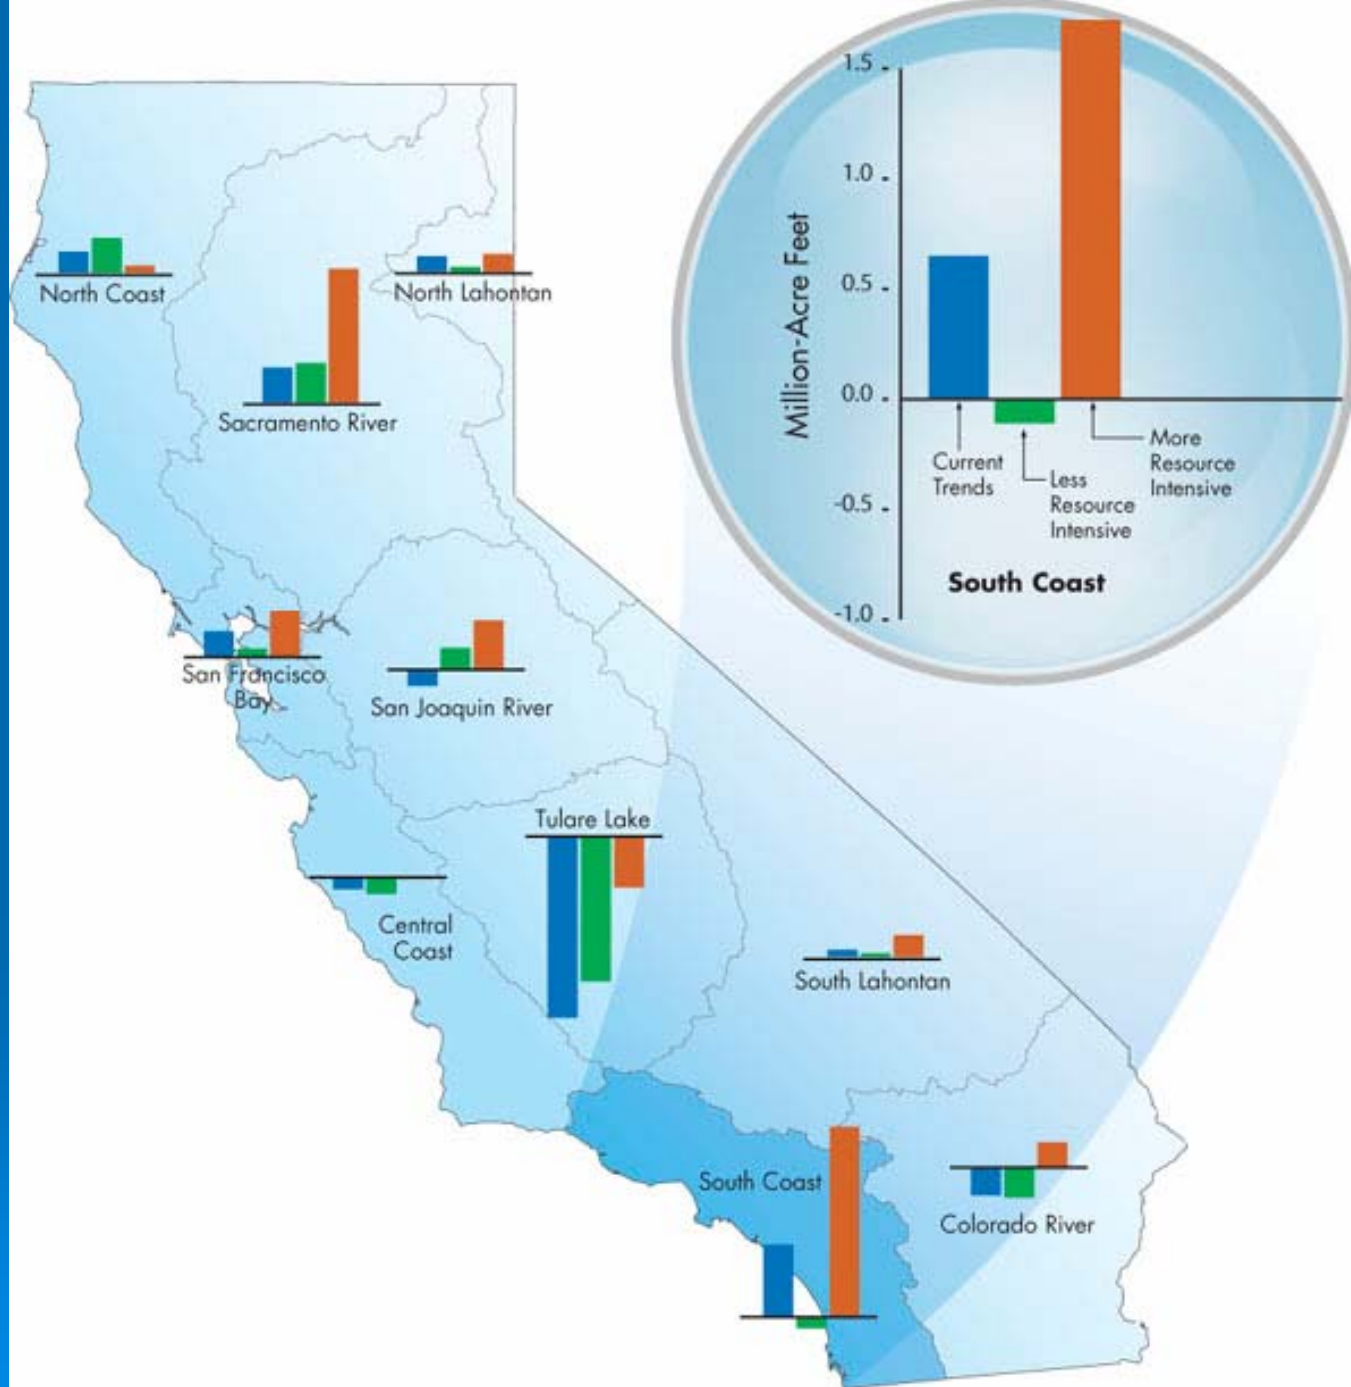 1.5
1.0
0.5
0.0
-0.5
-1.0
Million-Acre Feet
Current
Trends
Less
Resource
Intensive
More
Resource
Intensive
South Coast
North Coast
North Lahontan
Sacramento River
San Francisco
Bay
San Joaquin River
Tulare Lake
Central
Coast
South Lahontan
South Coast
Colorado River